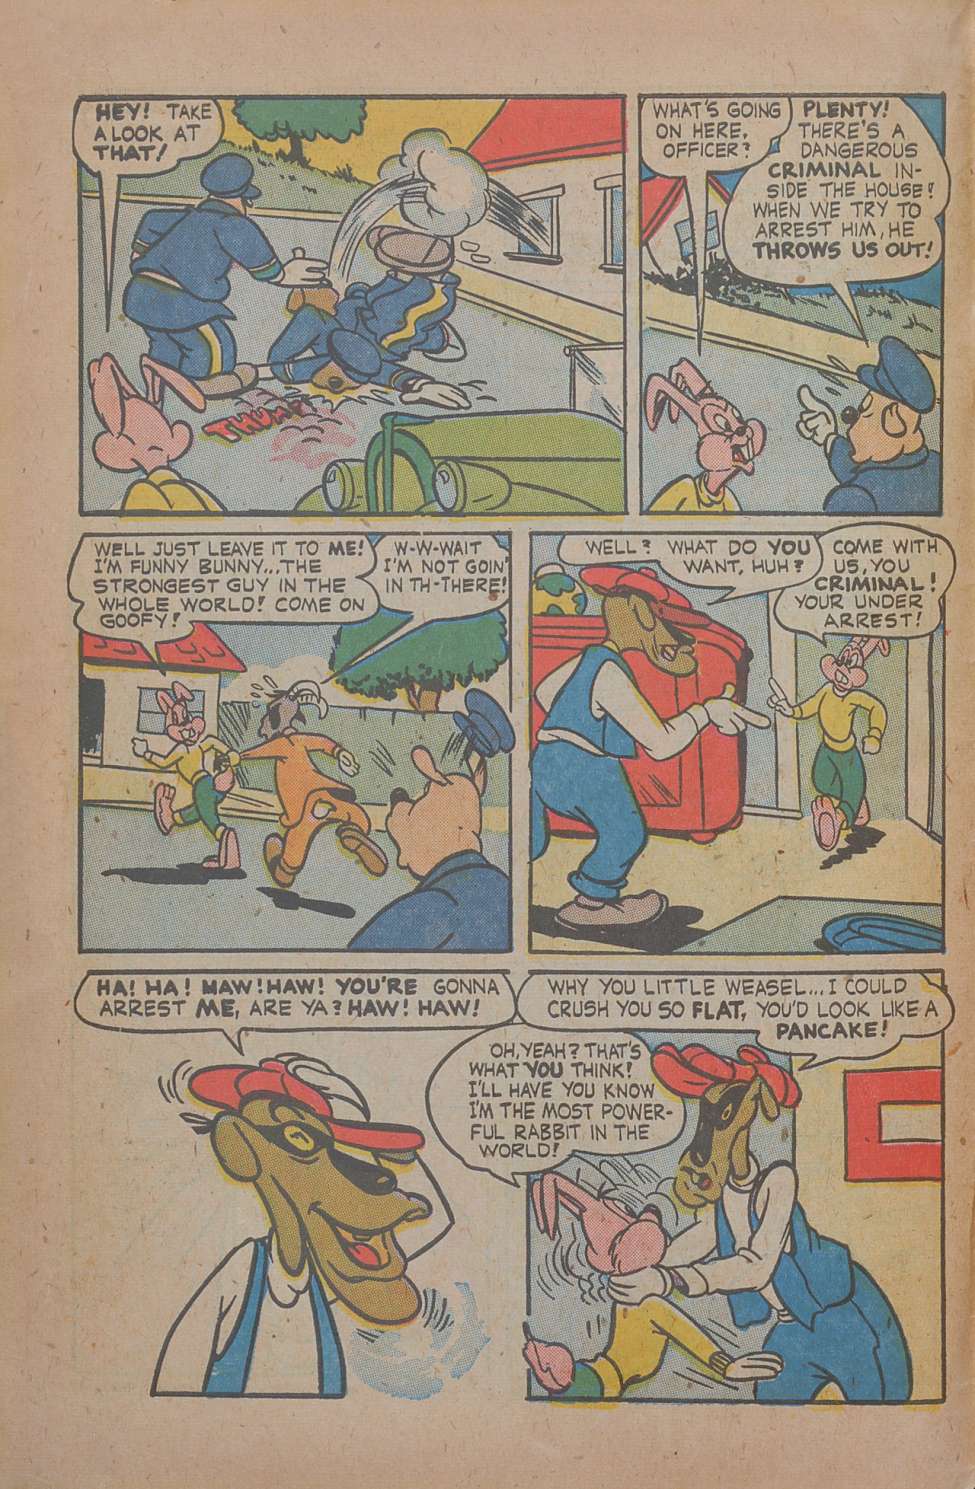 HEY! TAKE
A LOOK AT
THAT!
THUMP
WHAT'S GOING
ON HERE,
OFFICER?
PLENTY!
THERE'S A
DANGEROUS
CRIMINAL IN-
SIDE THE HOUSE!
WHEN WE TRY TO
ARREST HIM, HE
THROWS US OUT!
WELL JUST LEAVE IT TO ME!
I'M FUNNY BUNNY...THE
STRONGEST GUY IN THE
WHOLE WORLD! COME ON
GOOFY!
W-W-WAIT
I'M NOT GOIN'
IN TH-THERE!
WELL? WHAT DO YOU
WANT, HUH?
COME WITH
US, YOU
CRIMINAL!
YOUR UNDER
ARREST!
HA! HA! HAW! HAW! YOU'RE GONNA
ARREST ME, ARE YA? HAW! HAW!
WHY YOU LITTLE WEASEL...I COULD
CRUSH YOU SO FLAT, YOU'D LOOK LIKE A
PANCAKE!
OH, YEAH? THAT'S
WHAT YOU THINK!
I'LL HAVE YOU KNOW
I'M THE MOST POWER-
FUL RABBIT IN THE
WORLD!